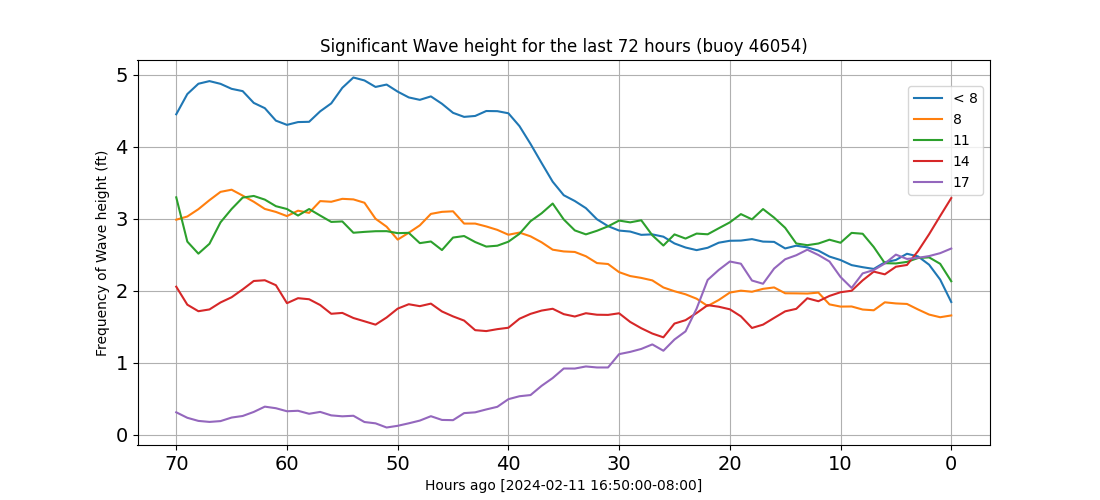 Significant Wave height for the last 72 hours (buoy 46054)
Frequency of Wave height (ft)
5
4
3
2
1
0
< 8
8
11
14
17
70 60 50 40 30 20 10 0
Hours ago [2024-02-11 16:50:00-08:00]